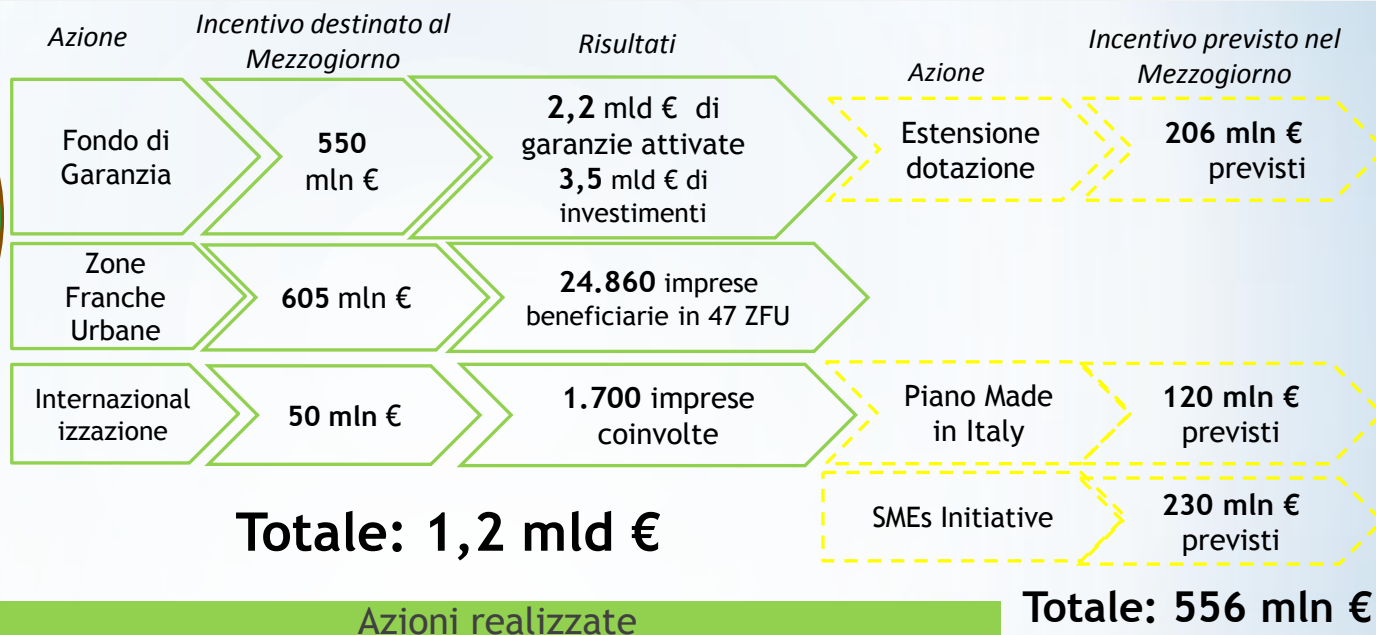 Azione
Incentivo destinato al
Mezzogiorno
Risultati
Azione
Incentivo previsto nel
Mezzogiorno
Fondo di
Garanzia
550
mln €
2,2 mld € di
garanzie attivate
3,5 mld € di
investimenti
Estensione
dotazione
206 mln €
previsti
Zone
Franche
Urbane
605 mln €
24.860 imprese
beneficiarie in 47 ZFU
Internazional
izzazione
50 mln €
1.700 imprese
coinvolte
Piano Made
in Italy
120 mln €
previsti
SMEs Initiative
230 mln €
previsti
Totale: 1,2 mld €
Totale: 556 mln €
Azioni realizzate